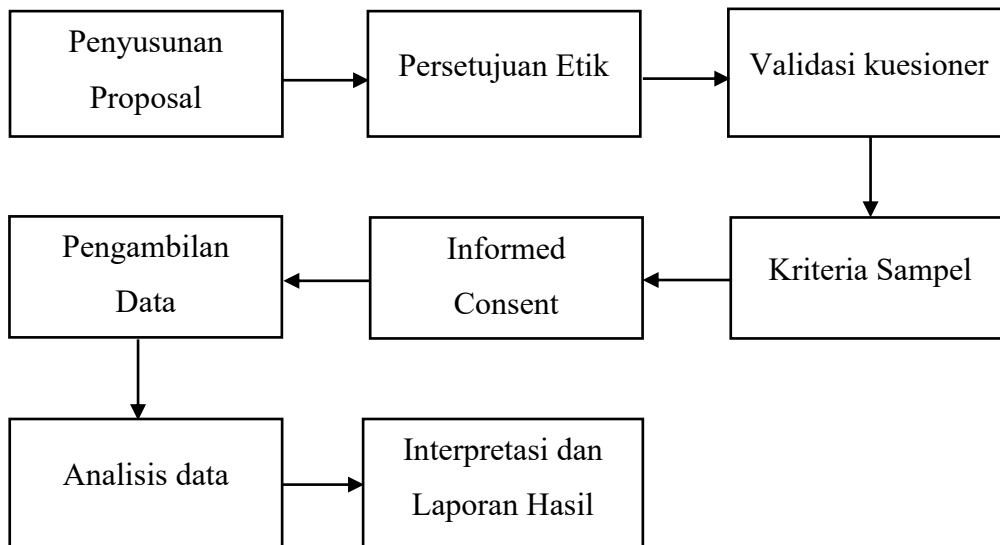 Penyusunan
Proposal
Persetujuan Etik
Validasi kuesioner
Kriteria Sampel
Informed
Consent
Pengambilan
Data
Analisis data
Interpretasi dan
Laporan Hasil